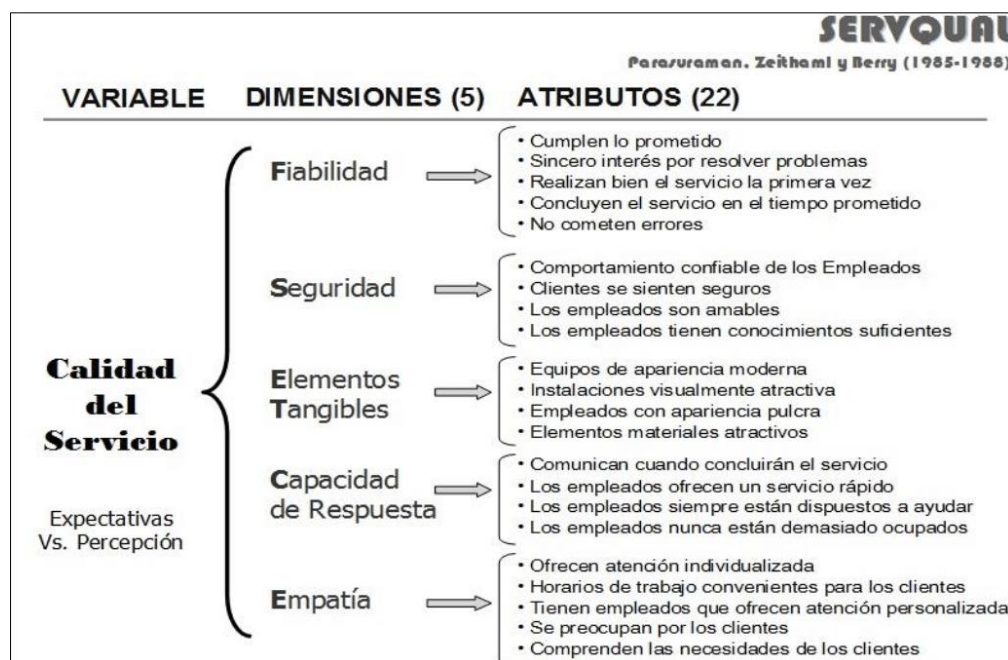 SERVQUAL
Parasuraman, Zeithaml y Berry (1985-1988)
VARIABLE DIMENSIONES (5) ATRIBUTOS (22)
Calidad
del
Servicio
Expectativas
Vs. Percepción
Fiabilidad
• Cumplen lo prometido
• Sincero interés por resolver problemas
• Realizan bien el servicio la primera vez
• Concluyen el servicio en el tiempo prometido
• No cometen errores
Seguridad
• Comportamiento confiable de los Empleados
• Clientes se sienten seguros
• Los empleados son amables
• Los empleados tienen conocimientos suficientes
Elementos
Tangibles
• Equipos de apariencia moderna
• Instalaciones visualmente atractiva
• Empleados con apariencia pulcra
• Elementos materiales atractivos
Capacidad
de Respuesta
• Comunican cuando concluirán el servicio
• Los empleados ofrecen un servicio rápido
• Los empleados siempre están dispuestos a ayudar
• Los empleados nunca están demasiado ocupados
Empatía
• Ofrecen atención individualizada
• Horarios de trabajo convenientes para los clientes
• Tienen empleados que ofrecen atención personalizada
• Se preocupan por los clientes
• Comprenden las necesidades de los clientes